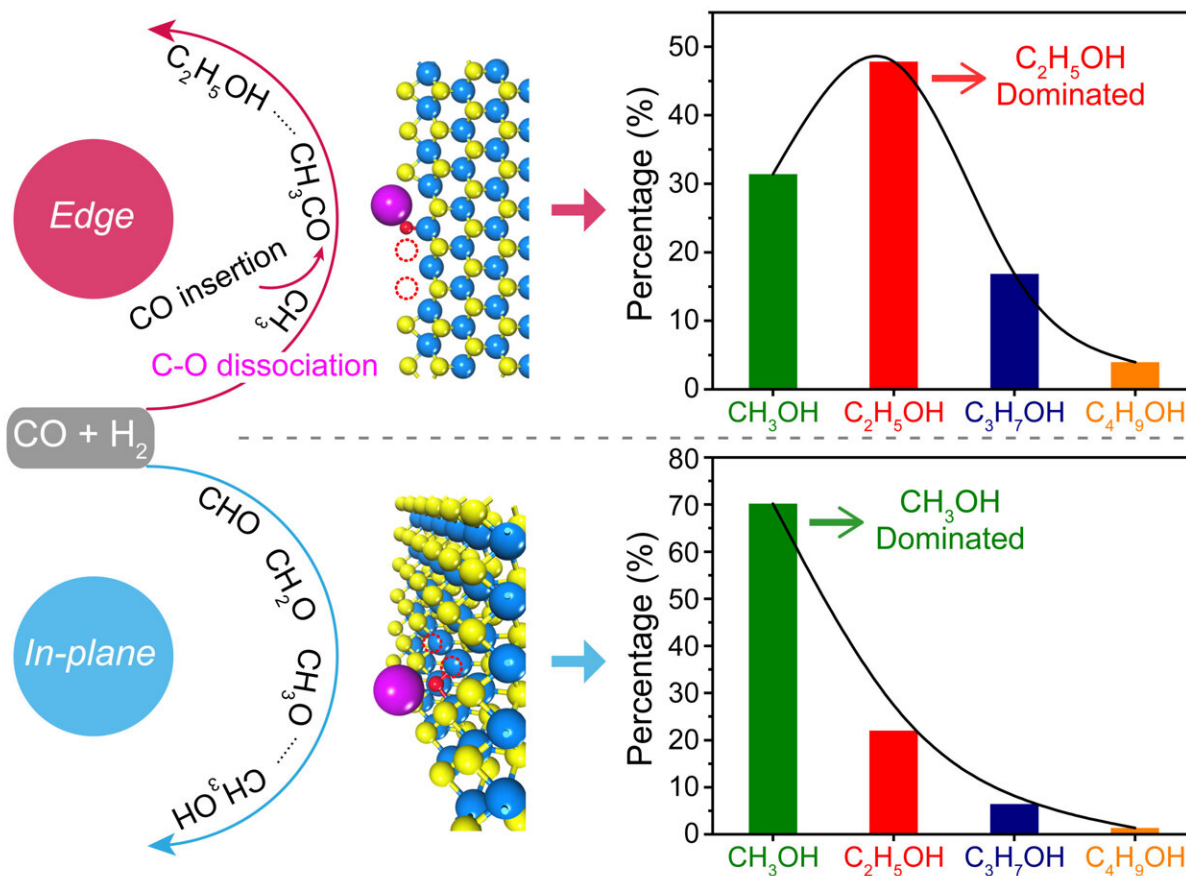 Edge
C₂H₅OH ...... CH₃CO
CO insertion
CH₃
C-O dissociation
CO + H₂
In-plane
CHO
CH₂O
CH₃O ...... CH₃OH
Percentage (%)
50
40
30
20
10
0
C₂H₅OH
Dominated
CH₃OH C₂H₅OH C₃H₇OH C₄H₉OH
Percentage (%)
80
70
60
50
40
30
20
10
0
CH₃OH
Dominated
CH₃OH C₂H₅OH C₃H₇OH C₄H₉OH